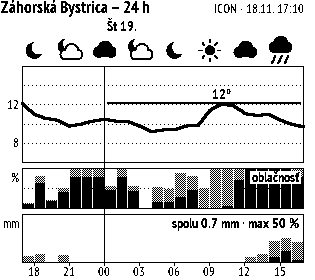 Záhorská Bystrica – 24 h
ICON · 18.11. 17:10
Št 19.
12°
12
8
%
oblačnosť
mm
spolu 0.7 mm · max 50 %
18 21 00 03 06 09 12 15